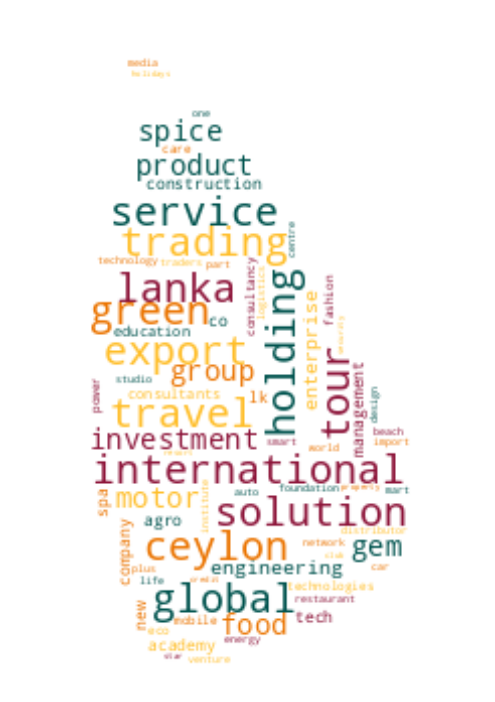 media
holidays
one
spice
care
product
construction
service
trading
centre
technology
traders
part
lanka
consultancy
logistics
holding
green
co
education
enterprise
fashion
security
export
group
tour
studio
power
consultants
lk
management
design
travel
investment
smart
world
beach
import
resort
international
spa
motor
institute
auto
foundation
property
mart
solution
agro
distributor
company
ceylon
network
gem
club
plus
engineering
car
life
credit
technologies
global
restaurant
new
mobile
food
tech
eco
energy
academy
star
venture